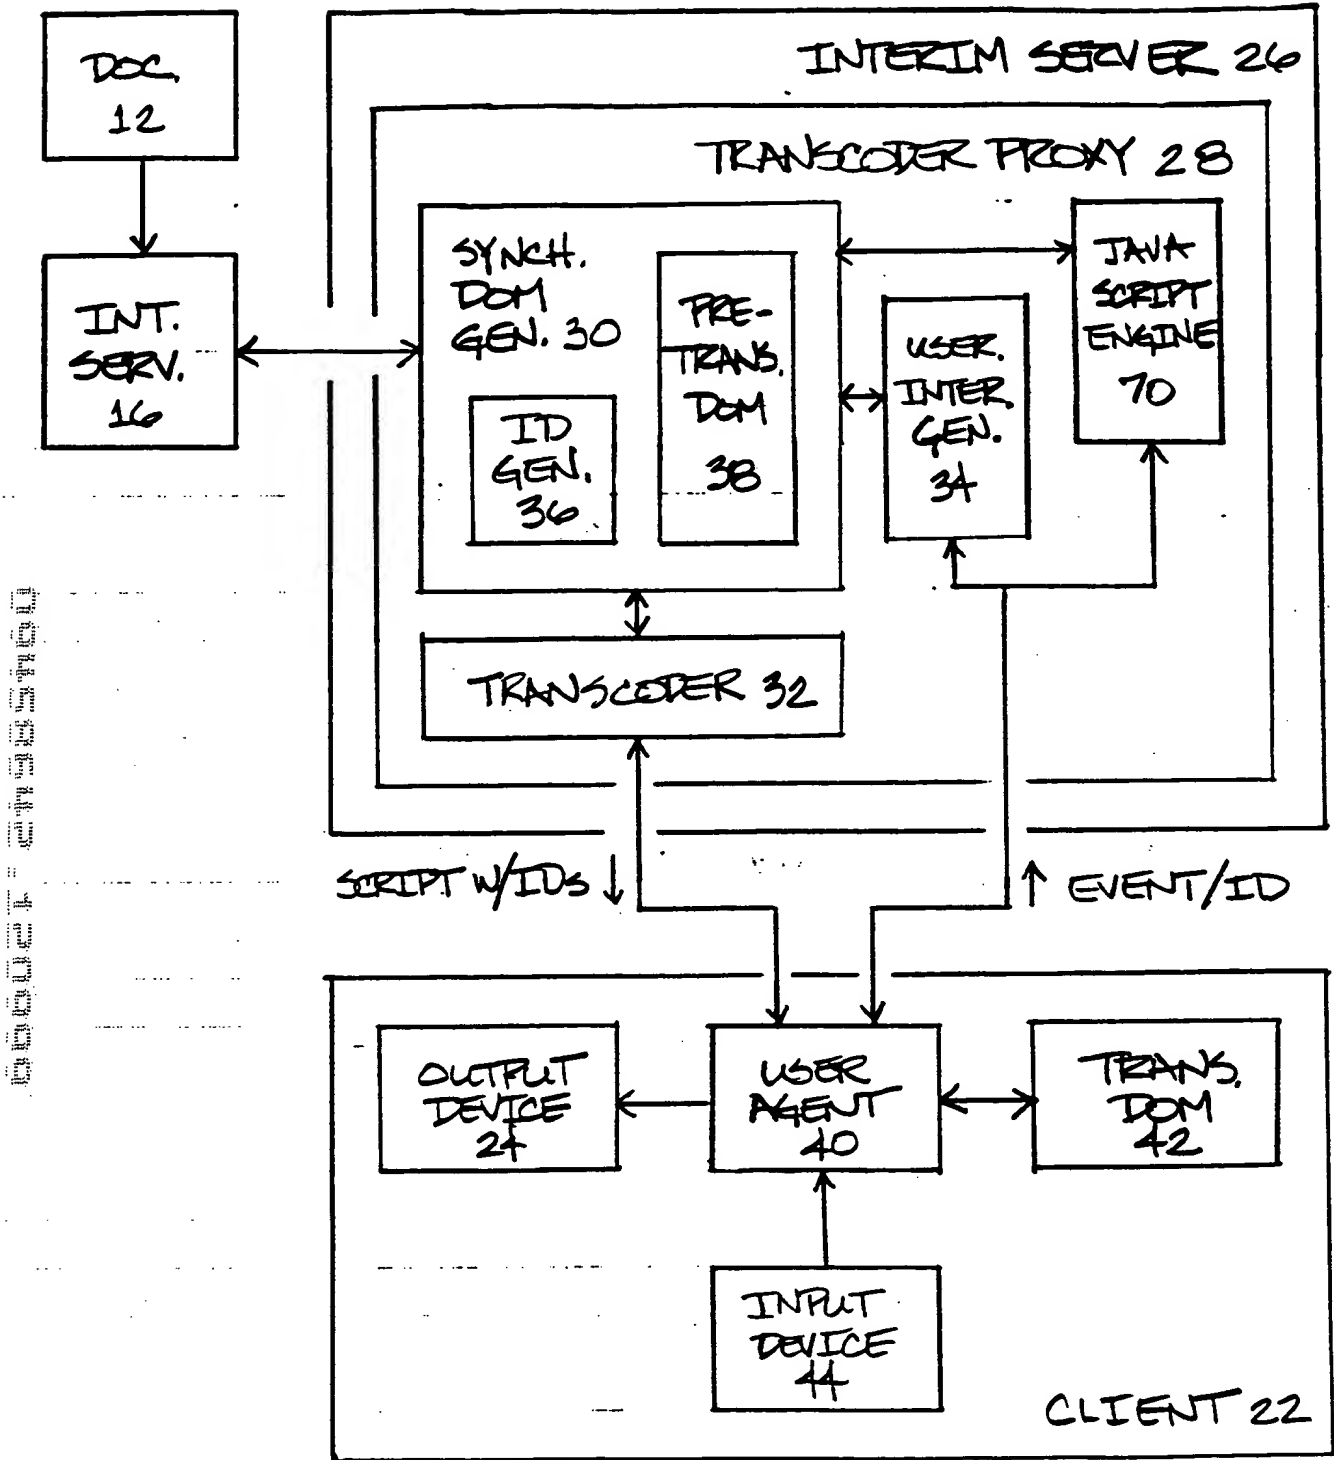 DOC.
12
INTERIM SERVER 26
TRANSCODER PROXY 28
INT.
SERV.
16
SYNCH.
DOM
GEN. 30
ID
GEN.
36
PRE-
TRANS.
DOM
38
USER.
INTER.
GEN.
34
JAVA
SCRIPT
ENGINE
70
TRANSCODER 32
SCRIPT W/IDs
EVENT/ID
OUTPUT
DEVICE
24
USER
AGENT
40
TRANS.
DOM
42
INPUT
DEVICE
44
CLIENT 22